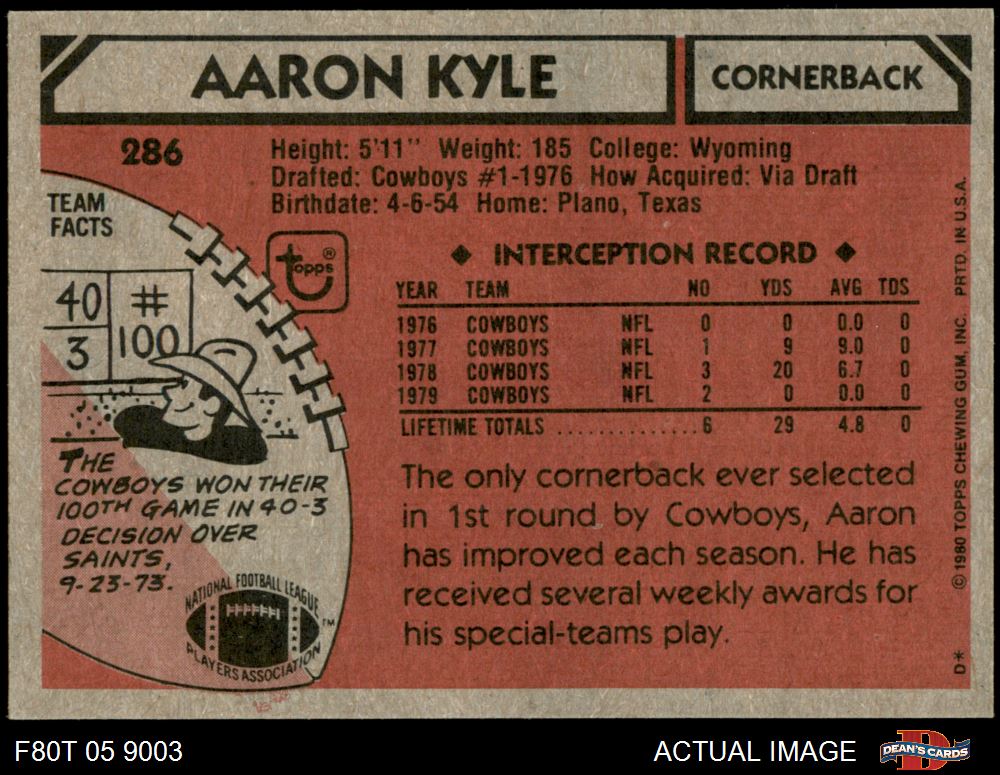 AARON KYLE
CORNERBACK
286
Height: 5'11" Weight: 185 College: Wyoming
Drafted: Cowboys #1-1976 How Acquired: Via Draft
Birthdate: 4-6-54 Home: Plano, Texas
TEAM
FACTS
40
3
#
100
THE
COWBOYS WON THEIR
100TH GAME IN 40-3
DECISION OVER
SAINTS,
9-23-73.
NATIONAL FOOTBALL LEAGUE
PLAYERS ASSOCIATION
TM
topps ®
◆ INTERCEPTION RECORD ◆
YEAR TEAM NO YDS AVG TDS
1976 COWBOYS NFL 0 0 0.0 0
1977 COWBOYS NFL 1 9 9.0 0
1978 COWBOYS NFL 3 20 6.7 0
1979 COWBOYS NFL 2 0 0.0 0
LIFETIME TOTALS ............. 6 29 4.8 0
The only cornerback ever selected
in 1st round by Cowboys, Aaron
has improved each season. He has
received several weekly awards for
his special-teams play.
© 1980 TOPPS CHEWING GUM, INC. PRTD. IN U.S.A.
D*
F80T 05 9003
ACTUAL IMAGE
DEAN'S CARDS